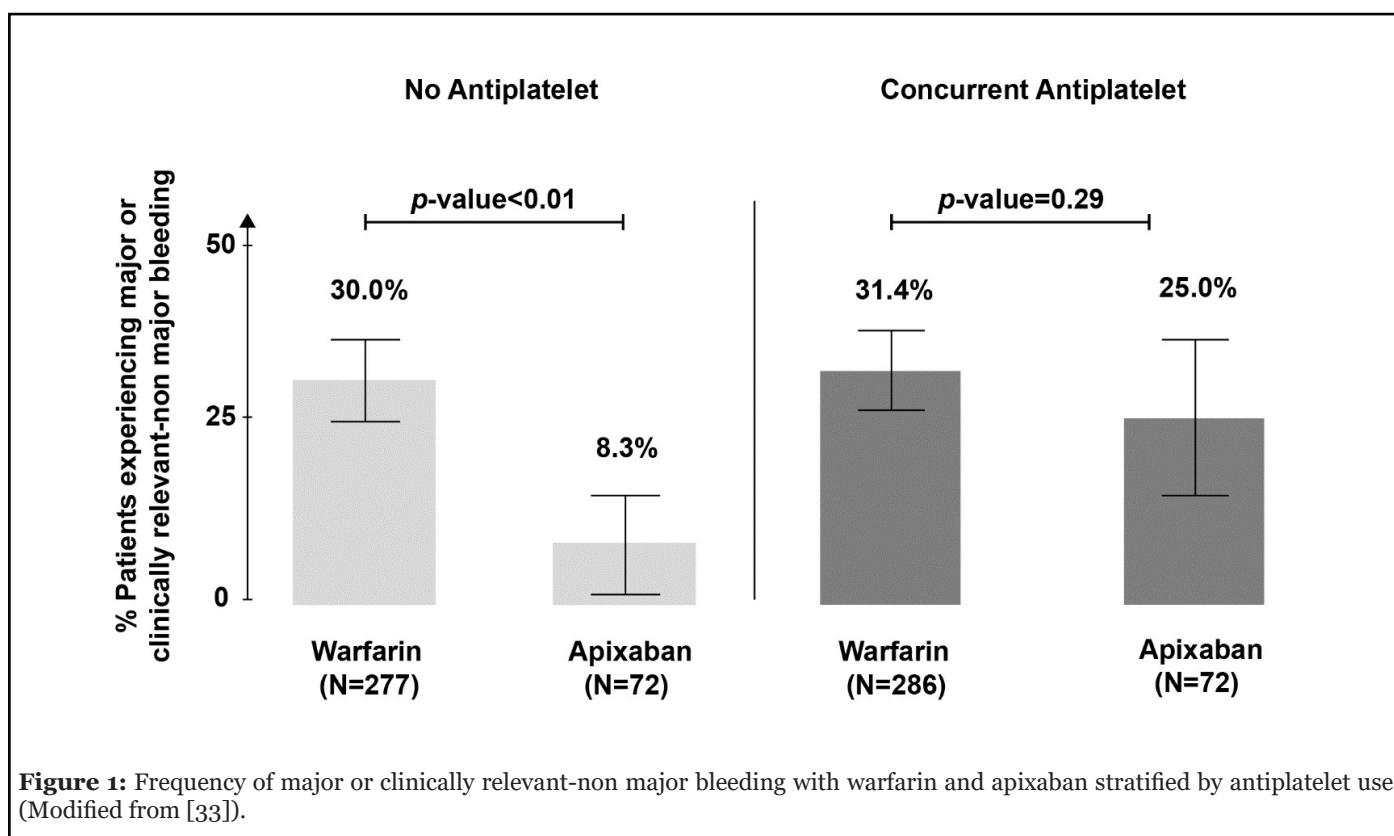 No Antiplatelet
Concurrent Antiplatelet
% Patients experiencing major or
clinically relevant-non major bleeding
50
25
0
p-value<0.01
30.0%
8.3%
p-value=0.29
31.4%
25.0%
Warfarin
(N=277)
Apixaban
(N=72)
Warfarin
(N=286)
Apixaban
(N=72)
Figure 1: Frequency of major or clinically relevant-non major bleeding with warfarin and apixaban stratified by antiplatelet use
(Modified from [33]).